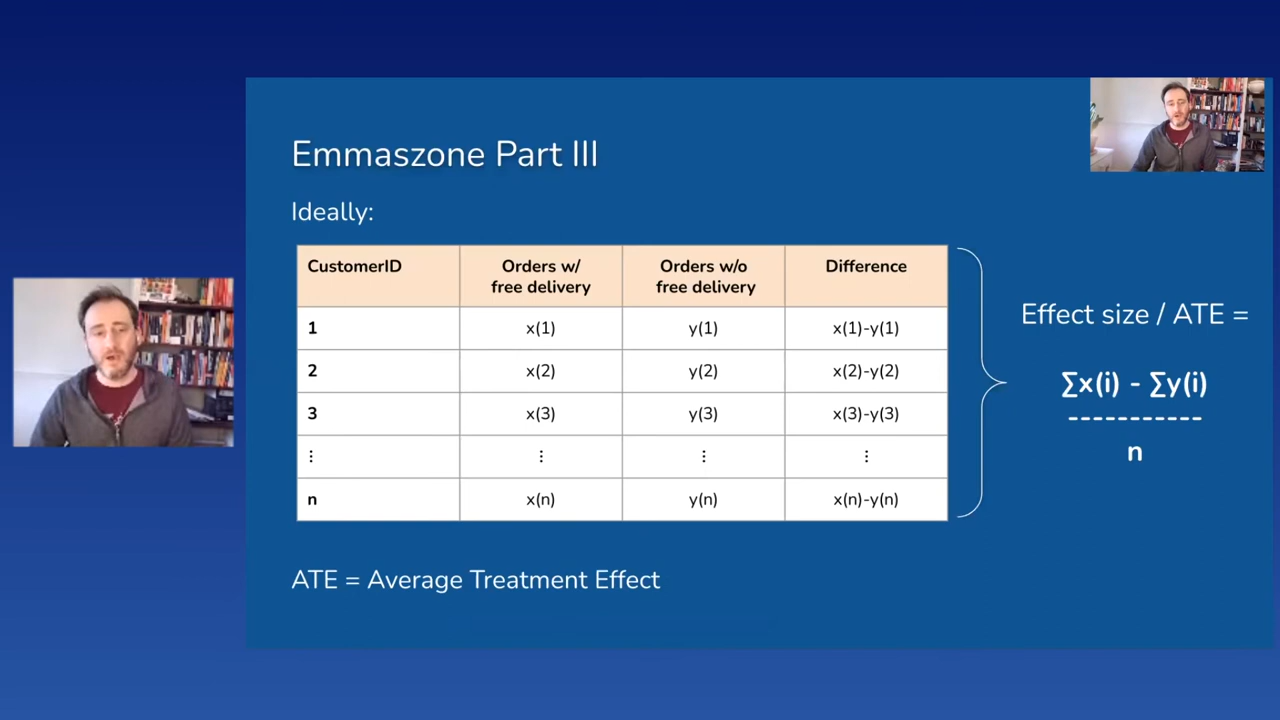 Emmaszone Part III
Ideally:
CustomerID Orders w/ free delivery Orders w/o free delivery Difference
1 x(1) y(1) x(1)-y(1)
2 x(2) y(2) x(2)-y(2)
3 x(3) y(3) x(3)-y(3)
⋮ ⋮ ⋮ ⋮
n x(n) y(n) x(n)-y(n)
Effect size / ATE =
∑x(i) - ∑y(i)
-----------
n
ATE = Average Treatment Effect